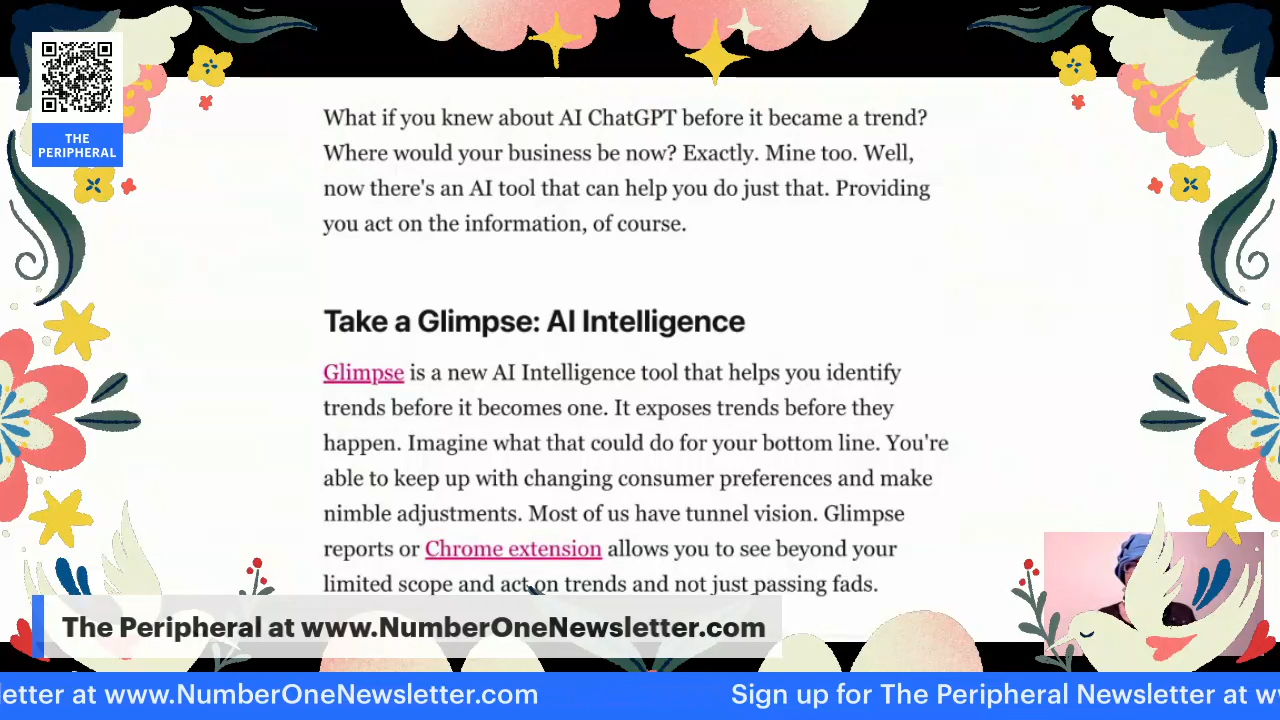 THE
PERIPHERAL
What if you knew about AI ChatGPT before it became a trend?
Where would your business be now? Exactly. Mine too. Well,
now there's an AI tool that can help you do just that. Providing
you act on the information, of course.
Take a Glimpse: AI Intelligence
Glimpse is a new AI Intelligence tool that helps you identify
trends before it becomes one. It exposes trends before they
happen. Imagine what that could do for your bottom line. You're
able to keep up with changing consumer preferences and make
nimble adjustments. Most of us have tunnel vision. Glimpse
reports or Chrome extension allows you to see beyond your
limited scope and act on trends and not just passing fads.
The Peripheral at www.NumberOneNewsletter.com
letter at www.NumberOneNewsletter.com Sign up for The Peripheral Newsletter at w